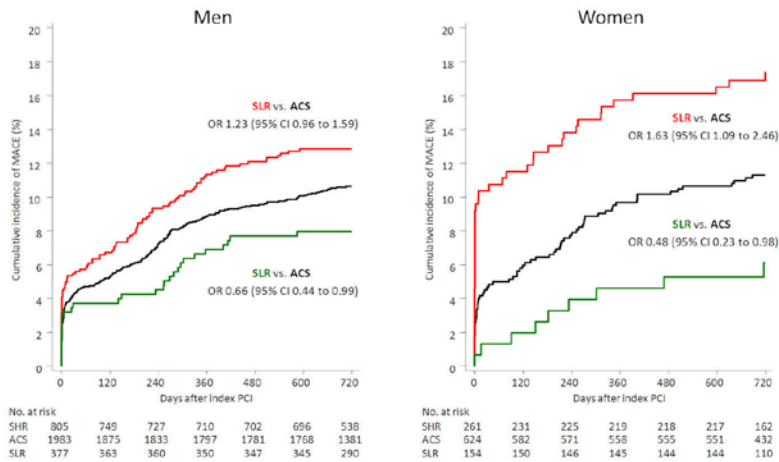 Men
Women
Cumulative Incidence of MACE (%)
20
18
16
14
12
10
8
6
4
2
0
SLR vs. ACS
OR 1.23 (95% CI 0.96 to 1.59)
SLR vs. ACS
OR 0.66 (95% CI 0.44 to 0.99)
0 120 240 360 480 600 720
Days after index PCI
No. at risk
SHR 805 749 727 710 702 696 538
ACS 1983 1875 1833 1797 1781 1768 1381
SLR 377 363 360 350 347 345 290
Cumulative Incidence of MACE (%)
20
18
16
14
12
10
8
6
4
2
0
SLR vs. ACS
OR 1.63 (95% CI 1.09 to 2.46)
SLR vs. ACS
OR 0.48 (95% CI 0.23 to 0.98)
0 120 240 360 480 600 720
Days after index PCI
No. at risk
SHR 261 231 225 219 218 217 162
ACS 624 582 571 558 555 551 432
SLR 154 150 146 145 144 144 110